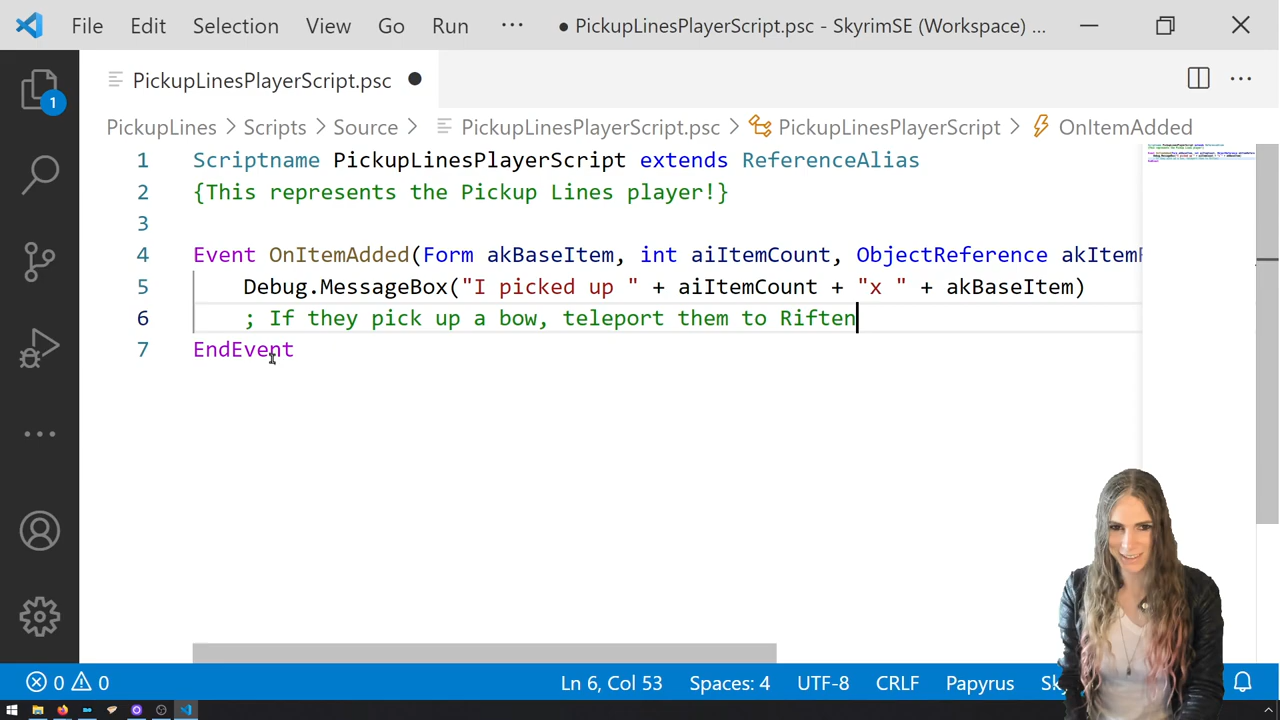 File Edit Selection View Go Run ··· ● PickupLinesPlayerScript.psc - SkyrimSE (Workspace) ...
PickupLinesPlayerScript.psc
1
PickupLines > Scripts > Source > PickupLinesPlayerScript.psc > PickupLinesPlayerScript > OnItemAdded
1 Scriptname PickupLinesPlayerScript extends ReferenceAlias
2 {This represents the Pickup Lines player!}
3
4 Event OnItemAdded(Form akBaseItem, int aiItemCount, ObjectReference akItem
5 Debug.MessageBox("I picked up " + aiItemCount + "x " + akBaseItem)
6 ; If they pick up a bow, teleport them to Riften
7 EndEvent
0 0 Ln 6, Col 53 Spaces: 4 UTF-8 CRLF Papyrus Sk